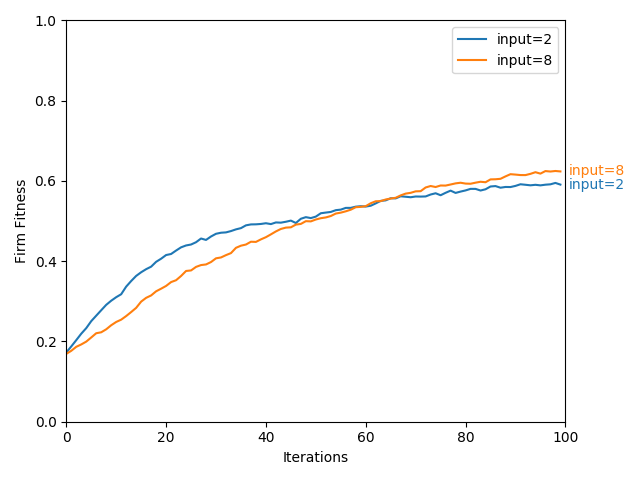 1.0
0.8
0.6
0.4
0.2
0.0
Firm Fitness
0 20 40 60 80 100
Iterations
input=2
input=8
input=8
input=2